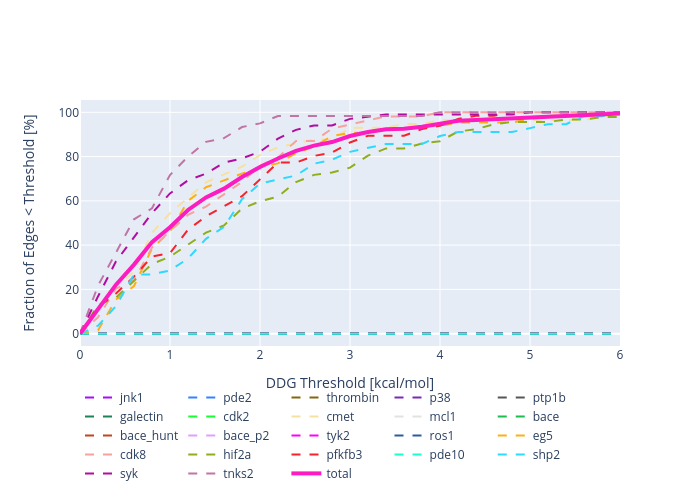 Fraction of Edges < Threshold [%]
100
80
60
40
20
0
0 1 2 3 4 5 6
DDG Threshold [kcal/mol]
jnk1 pde2 thrombin p38 ptp1b
galectin cdk2 cmet mcl1 bace
bace_hunt bace_p2 tyk2 ros1 eg5
cdk8 hif2a pfkfb3 pde10 shp2
syk tnks2 total